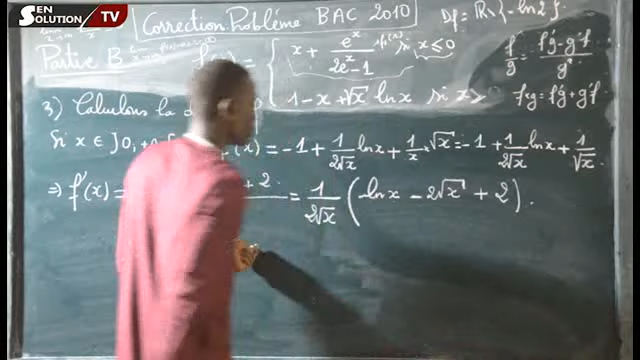 SEN SOLUTION TV
Correction Problème BAC 2010
Df = R \ {-ln2}
Partie B
x + e^x/(2e^x - 1) si x ≤ 0
f'/g = (f'g - g'f)/g²
1 - x + √x ln x si x >
f×g = f'g + g'f
3) Calculons la
Si x ∈ ]0, + (x) = -1 + 1/(2√x) ln x + 1/x × √x = -1 + 1/(2√x) ln x + 1/√x
⇒ f'(x) = + 2 = 1/(2√x) (ln x - 2√x + 2).